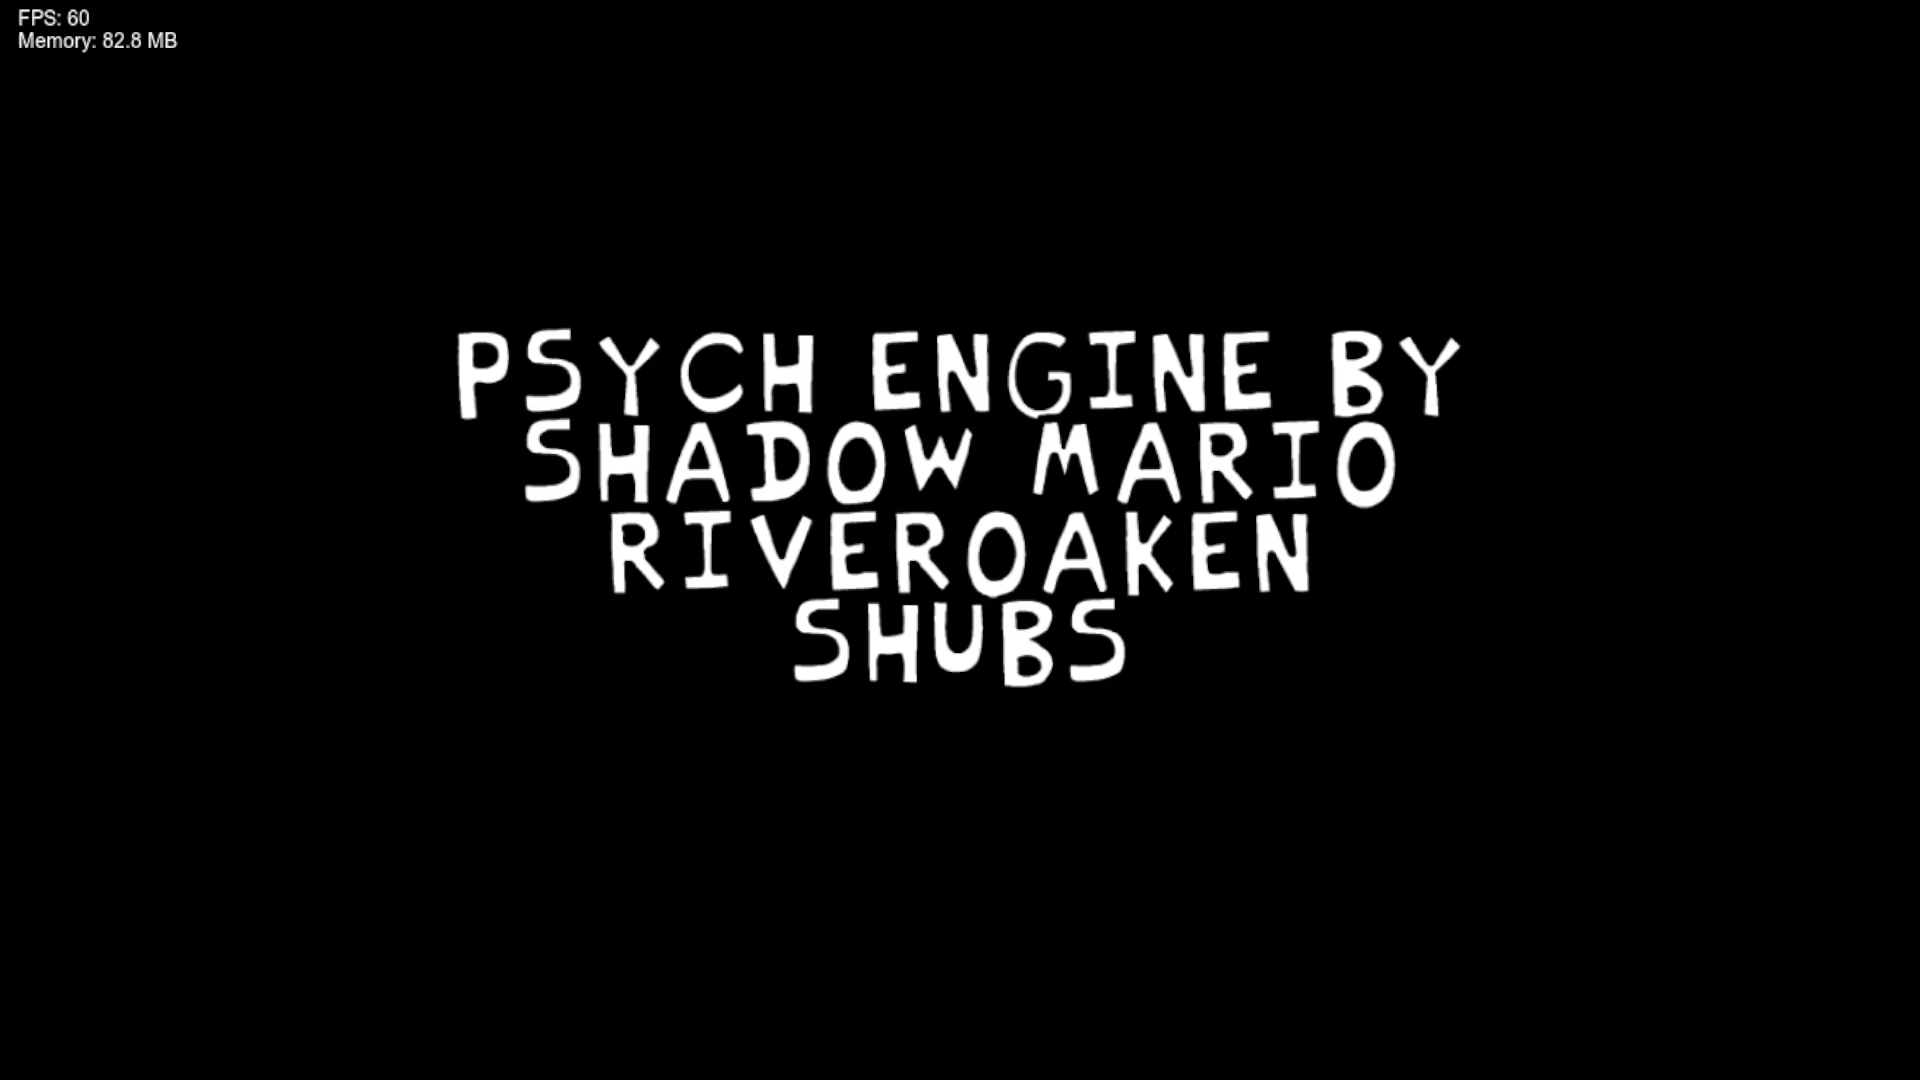 FPS: 60
Memory: 82.8 MB
PSYCH ENGINE BY
SHADOW MARIO
RIVEROAKEN
SHUBS